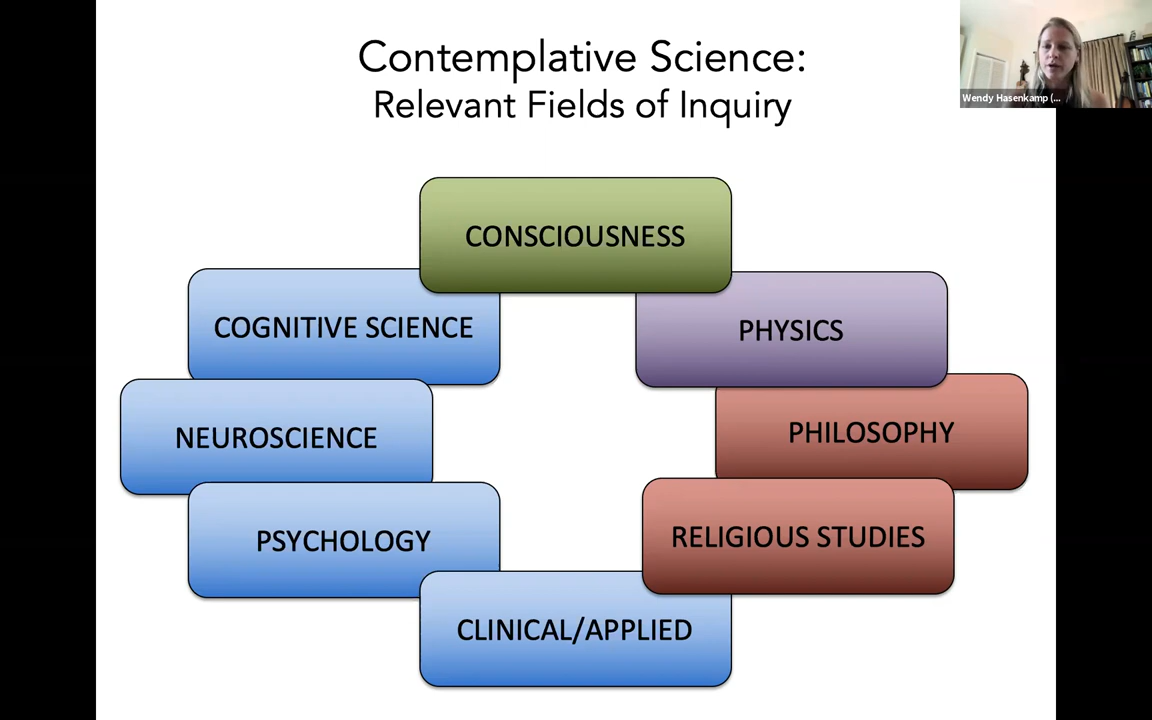 Contemplative Science:
Relevant Fields of Inquiry
Wendy Hasenkamp (...
CONSCIOUSNESS
COGNITIVE SCIENCE
PHYSICS
NEUROSCIENCE
PHILOSOPHY
PSYCHOLOGY
RELIGIOUS STUDIES
CLINICAL/APPLIED